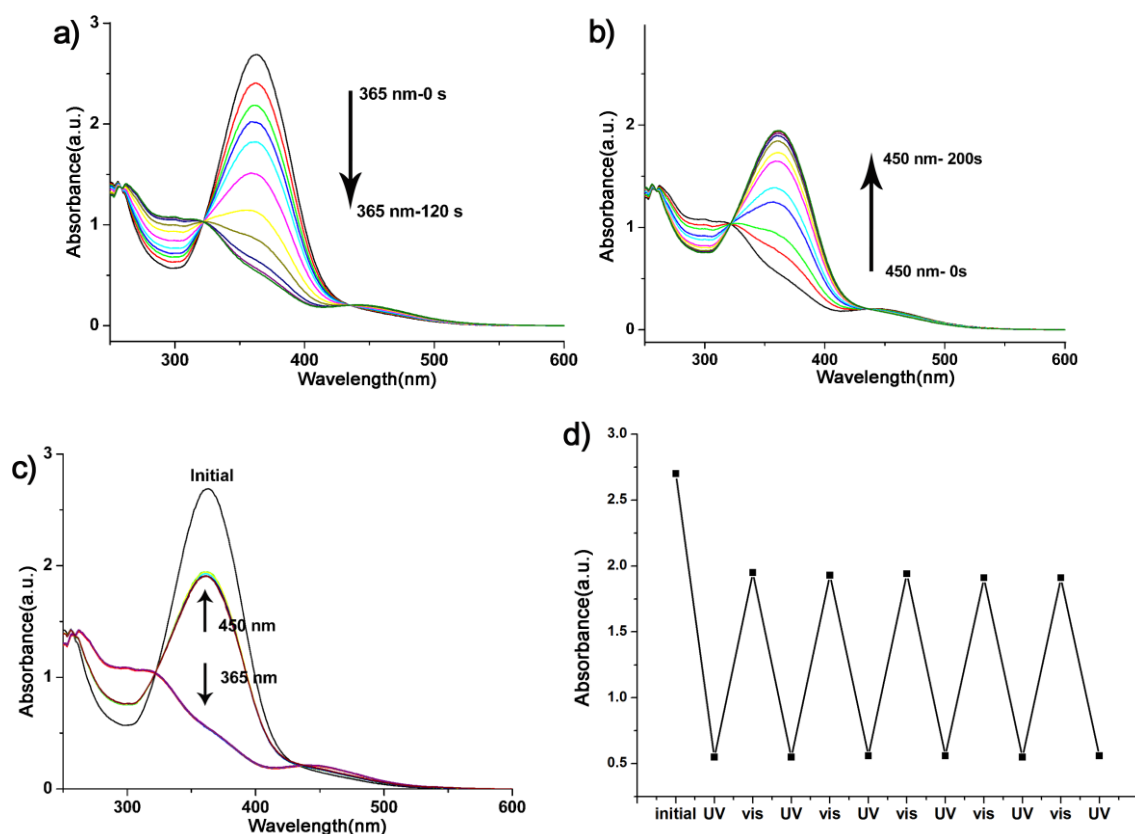 a)
3
2
1
0
Absorbance(a.u.)
365 nm-0 s
365 nm-120 s
300
400
500
600
Wavelength(nm)
b)
2
1
0
Absorbance(a.u.)
450 nm- 200s
450 nm- 0s
300
400
500
600
Wavelength(nm)
c)
3
2
1
0
Absorbance(a.u.)
Initial
450 nm
365 nm
300
400
500
600
Wavelength(nm)
d)
3.0
2.5
2.0
1.5
1.0
0.5
Absorbance(a.u.)
initial UV vis UV vis UV vis UV vis UV vis UV